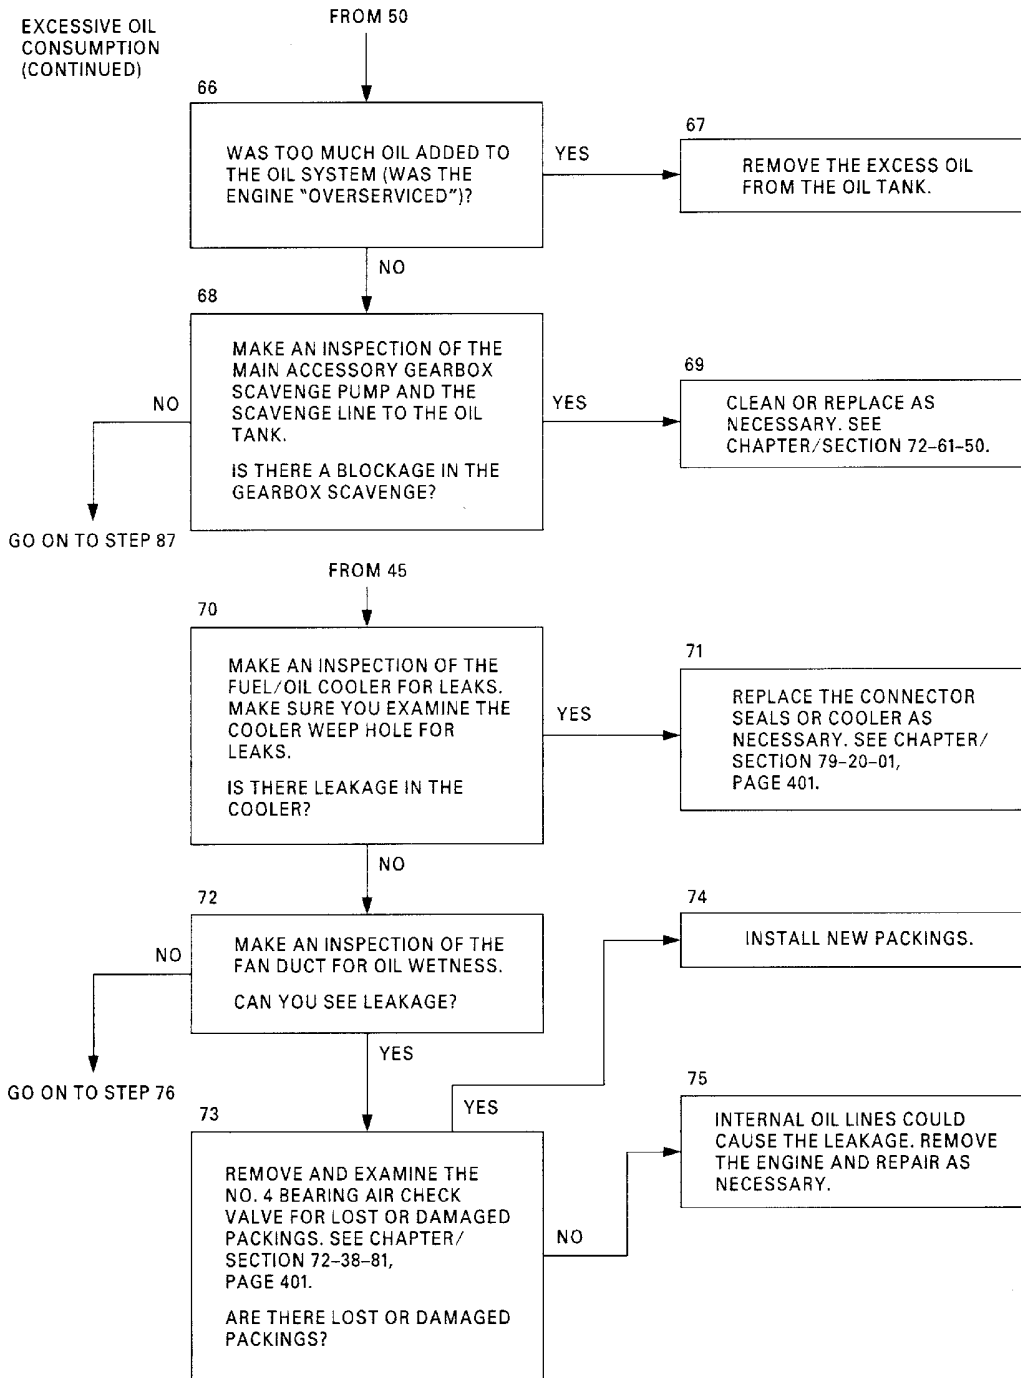 EXCESSIVE OIL
CONSUMPTION
(CONTINUED)
FROM 50
66
WAS TOO MUCH OIL ADDED TO
THE OIL SYSTEM (WAS THE
ENGINE "OVERSERVICED")?
YES
67
REMOVE THE EXCESS OIL
FROM THE OIL TANK.
NO
68
MAKE AN INSPECTION OF THE
MAIN ACCESSORY GEARBOX
SCAVENGE PUMP AND THE
SCAVENGE LINE TO THE OIL
TANK.
IS THERE A BLOCKAGE IN THE
GEARBOX SCAVENGE?
NO
GO ON TO STEP 87
YES
69
CLEAN OR REPLACE AS
NECESSARY. SEE
CHAPTER/SECTION 72-61-50.
FROM 45
70
MAKE AN INSPECTION OF THE
FUEL/OIL COOLER FOR LEAKS.
MAKE SURE YOU EXAMINE THE
COOLER WEEP HOLE FOR
LEAKS.
IS THERE LEAKAGE IN THE
COOLER?
YES
71
REPLACE THE CONNECTOR
SEALS OR COOLER AS
NECESSARY. SEE CHAPTER/
SECTION 79-20-01,
PAGE 401.
NO
72
MAKE AN INSPECTION OF THE
FAN DUCT FOR OIL WETNESS.
CAN YOU SEE LEAKAGE?
NO
GO ON TO STEP 76
YES
73
REMOVE AND EXAMINE THE
NO. 4 BEARING AIR CHECK
VALVE FOR LOST OR DAMAGED
PACKINGS. SEE CHAPTER/
SECTION 72-38-81,
PAGE 401.
ARE THERE LOST OR DAMAGED
PACKINGS?
YES
74
INSTALL NEW PACKINGS.
NO
75
INTERNAL OIL LINES COULD
CAUSE THE LEAKAGE. REMOVE
THE ENGINE AND REPAIR AS
NECESSARY.